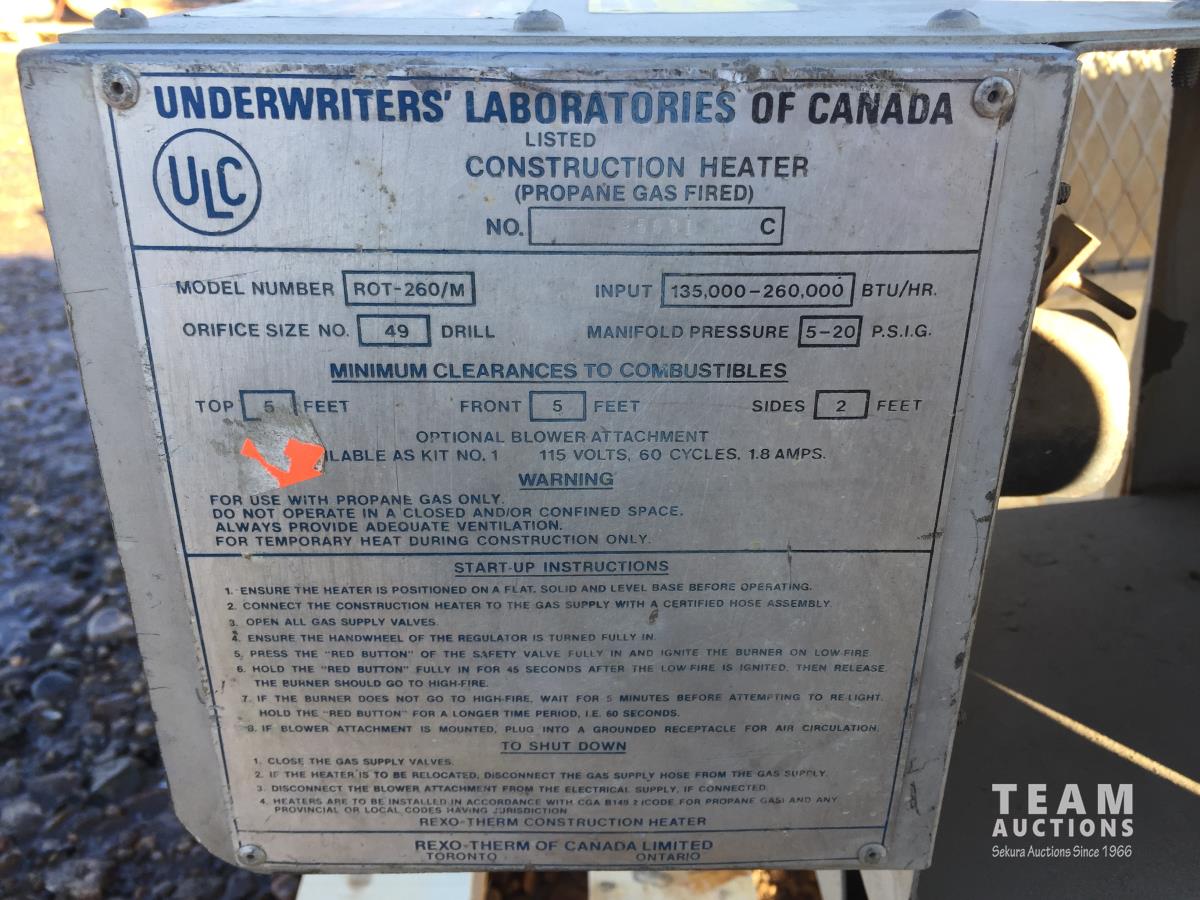 UNDERWRITERS' LABORATORIES OF CANADA
ULC
LISTED
CONSTRUCTION HEATER
(PROPANE GAS FIRED)
NO. C
MODEL NUMBER ROT-260/M INPUT 135,000-260,000 BTU/HR.
ORIFICE SIZE NO. 49 DRILL MANIFOLD PRESSURE 5-20 P.S.I.G.
MINIMUM CLEARANCES TO COMBUSTIBLES
TOP 5 FEET FRONT 5 FEET SIDES 2 FEET
OPTIONAL BLOWER ATTACHMENT
ILABLE AS KIT NO. 1 115 VOLTS, 60 CYCLES, 1.8 AMPS.
WARNING
FOR USE WITH PROPANE GAS ONLY.
DO NOT OPERATE IN A CLOSED AND/OR CONFINED SPACE.
ALWAYS PROVIDE ADEQUATE VENTILATION.
FOR TEMPORARY HEAT DURING CONSTRUCTION ONLY.
START-UP INSTRUCTIONS
1. ENSURE THE HEATER IS POSITIONED ON A FLAT, SOLID AND LEVEL BASE BEFORE OPERATING.
2. CONNECT THE CONSTRUCTION HEATER TO THE GAS SUPPLY WITH A CERTIFIED HOSE ASSEMBLY.
3. OPEN ALL GAS SUPPLY VALVES.
4. ENSURE THE HANDWHEEL OF THE REGULATOR IS TURNED FULLY IN.
5. PRESS THE "RED BUTTON" OF THE SAFETY VALVE FULLY IN AND IGNITE THE BURNER ON LOW-FIRE.
6. HOLD THE "RED BUTTON" FULLY IN FOR 45 SECONDS AFTER THE LOW-FIRE IS IGNITED, THEN RELEASE.
THE BURNER SHOULD GO TO HIGH-FIRE.
7. IF THE BURNER DOES NOT GO TO HIGH-FIRE, WAIT FOR 5 MINUTES BEFORE ATTEMPTING TO RE-LIGHT.
HOLD THE "RED BUTTON" FOR A LONGER TIME PERIOD, I.E. 60 SECONDS.
8. IF BLOWER ATTACHMENT IS MOUNTED, PLUG INTO A GROUNDED RECEPTACLE FOR AIR CIRCULATION.
TO SHUT DOWN
1. CLOSE THE GAS SUPPLY VALVES.
2. IF THE HEATER IS TO BE RELOCATED, DISCONNECT THE GAS SUPPLY HOSE FROM THE GAS SUPPLY.
3. DISCONNECT THE BLOWER ATTACHMENT FROM THE ELECTRICAL SUPPLY, IF CONNECTED.
4. HEATERS ARE TO BE INSTALLED IN ACCORDANCE WITH CGA B149.2 (CODE FOR PROPANE GAS) AND ANY
PROVINCIAL OR LOCAL CODES HAVING JURISDICTION.
REXO-THERM CONSTRUCTION HEATER
REXO-THERM OF CANADA LIMITED
TORONTO ONTARIO
TEAM
AUCTIONS
Sekura Auctions Since 1966